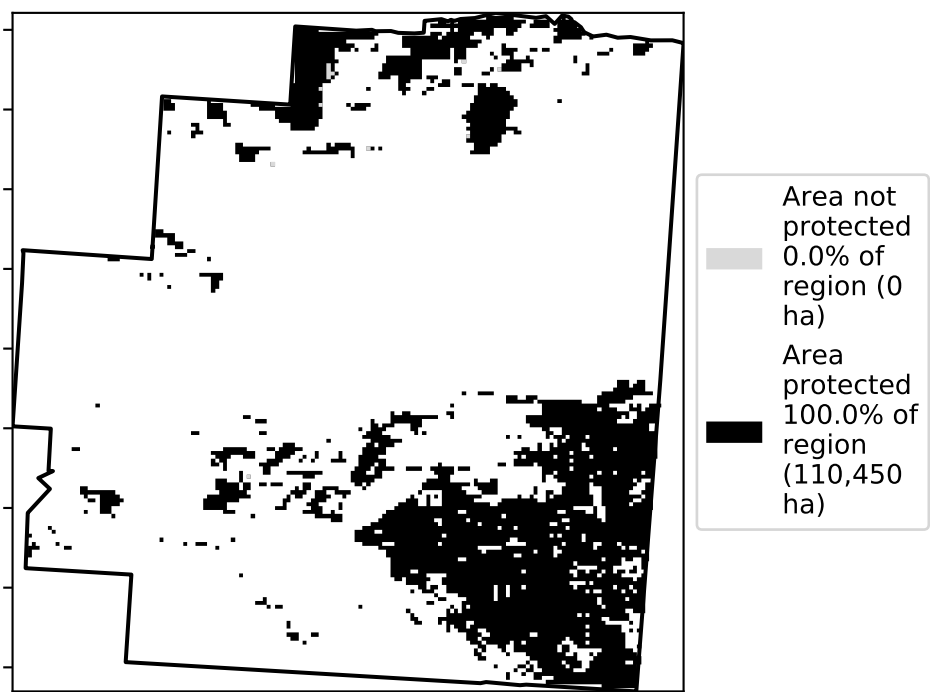 Area not
protected
0.0% of
region (0
ha)
Area
protected
100.0% of
region
(110,450
ha)